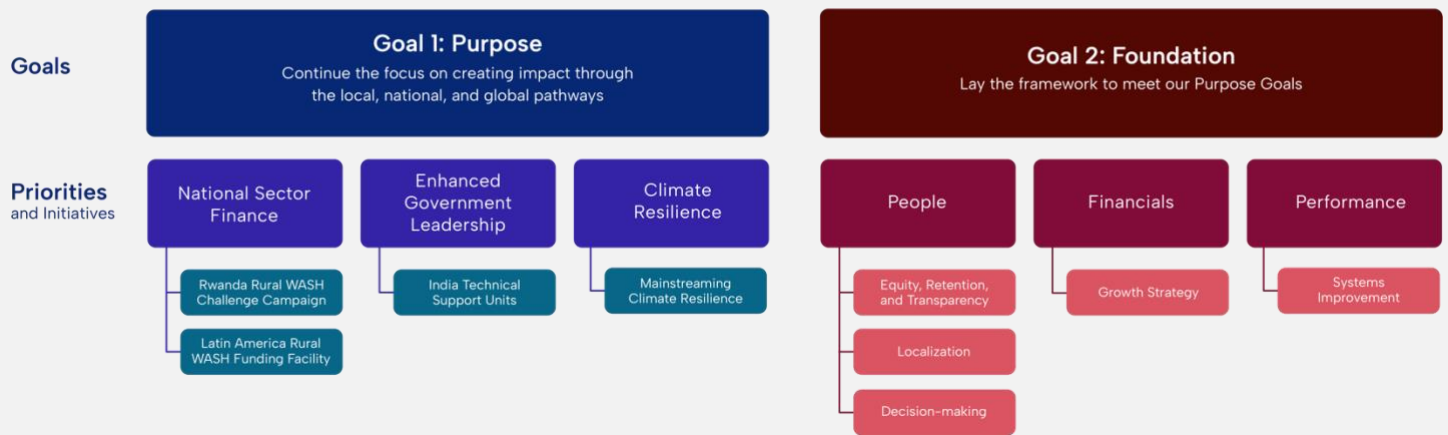 Goals
Goal 1: Purpose
Continue the focus on creating impact through
the local, national, and global pathways
Goal 2: Foundation
Lay the framework to meet our Purpose Goals
Priorities
and Initiatives
National Sector
Finance
Enhanced
Government
Leadership
Climate
Resilience
People
Financials
Performance
Rwanda Rural WASH
Challenge Campaign
Latin America Rural
WASH Funding Facility
India Technical
Support Units
Mainstreaming
Climate Resilience
Equity, Retention,
and Transparency
Localization
Decision-making
Growth Strategy
Systems
Improvement